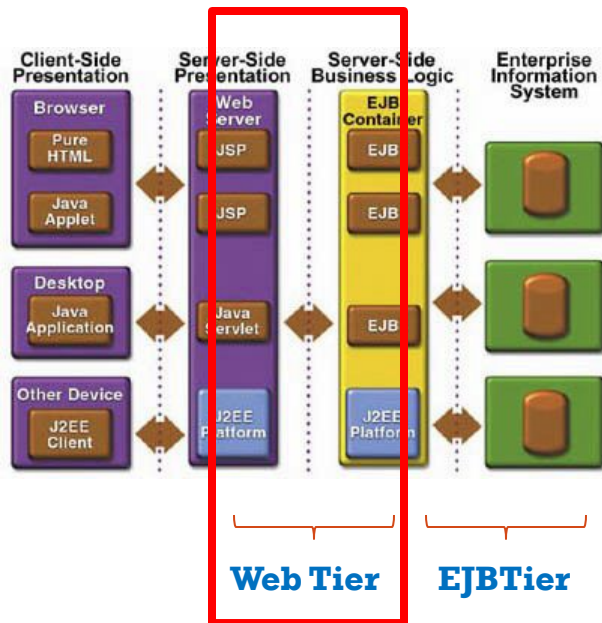 Client-Side
Presentation
Server-Side
Presentation
Server-Side
Business Logic
Enterprise
Information
System
Browser
Pure
HTML
Java
Applet
Desktop
Java
Application
Other Device
J2EE
Client
Web
Server
JSP
JSP
Java
Servlet
J2EE
Platform
EJB
Container
EJB
EJB
EJB
J2EE
Platform
Web Tier
EJBTier